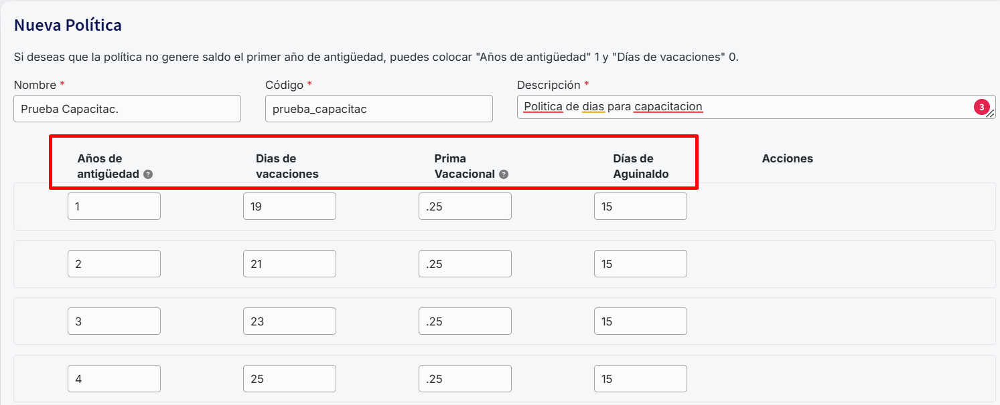 Nueva Política
Si deseas que la política no genere saldo el primer año de antigüedad, puedes colocar "Años de antigüedad" 1 y "Días de vacaciones" 0.
Nombre * Código * Descripción *
Prueba Capacitac. prueba_capacitac Politica de dias para capacitacion 3
Años de Dias de Prima Días de Acciones
antigüedad ? vacaciones Vacacional ? Aguinaldo
1 19 .25 15
2 21 .25 15
3 23 .25 15
4 25 .25 15